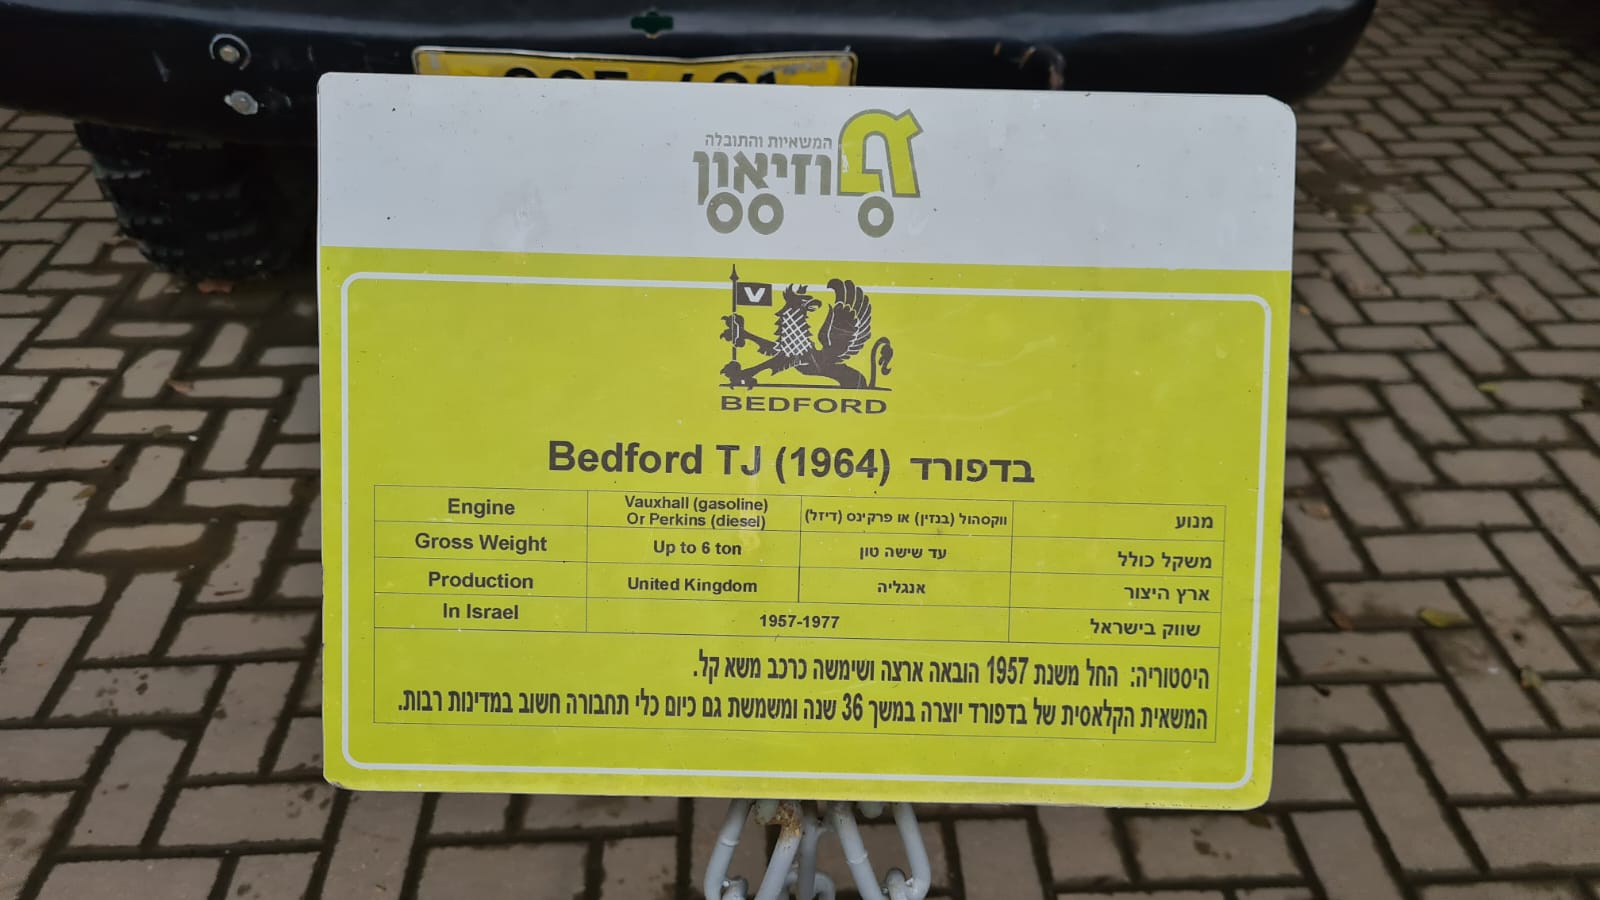 המשאיות והתובלה
מוזיאון
V
BEDFORD
בדפורד Bedford TJ (1964)
Engine Vauxhall (gasoline) Or Perkins (diesel) ווקסהול (בנזין) או פרקינס (דיזל) מנוע
Gross Weight Up to 6 ton עד שישה טון משקל כולל
Production United Kingdom אנגליה ארץ היצור
In Israel 1957-1977 שווק בישראל
היסטוריה: החל משנת 1957 הובאה ארצה ושימשה כרכב משא קל.
המשאית הקלאסית של בדפורד יוצרה במשך 36 שנה ומשמשת גם כיום כלי תחבורה חשוב במדינות רבות.